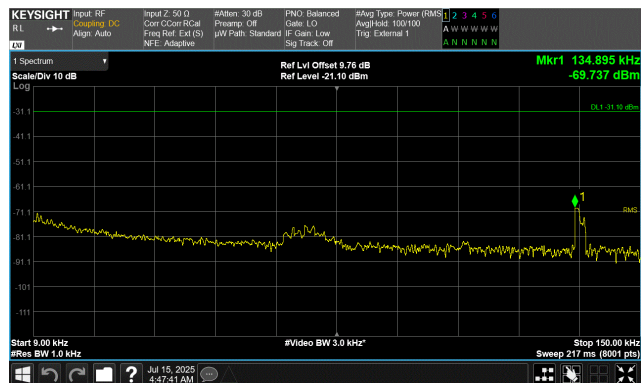 KEYSIGHT Input: RF Input Z: 50 Ω #Atten: 30 dB PNO: Balanced #Avg Type: Power (RMS 1 2 3 4 5 6
R L Coupling: DC Corr CCorr RCal Preamp: Off Gate: LO Avg|Hold: 100/100 A W W W W W
Align: Auto Freq Ref: Ext (S) µW Path: Standard IF Gain: Low Trig: External 1
LXI NFE: Adaptive Sig Track: Off A N N N N N
1 Spectrum Ref Lvl Offset 9.76 dB Mkr1 134.895 kHz
Scale/Div 10 dB Ref Level -21.10 dBm -69.737 dBm
Log
DL1 -31.10 dBm
-31.1
-41.1
-51.1
-61.1
1
-71.1 RMS
-81.1
-91.1
-101
-111
Start 9.00 kHz #Video BW 3.0 kHz* Stop 150.00 kHz
#Res BW 1.0 kHz Sweep 217 ms (8001 pts)
? Jul 15, 2025
4:47:41 AM